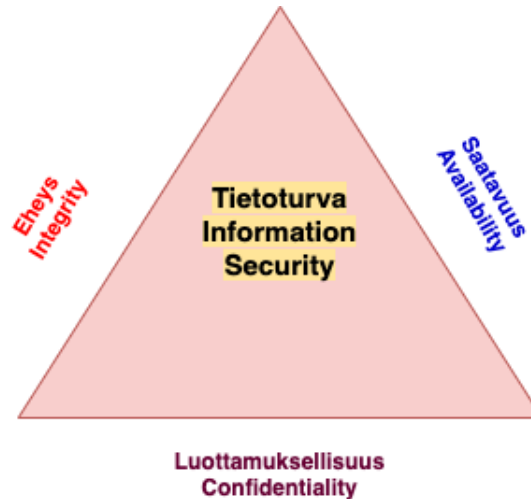 Eheys
Integrity
Saatavuus
Availability
Tietoturva
Information
Security
Luottamuksellisuus
Confidentiality